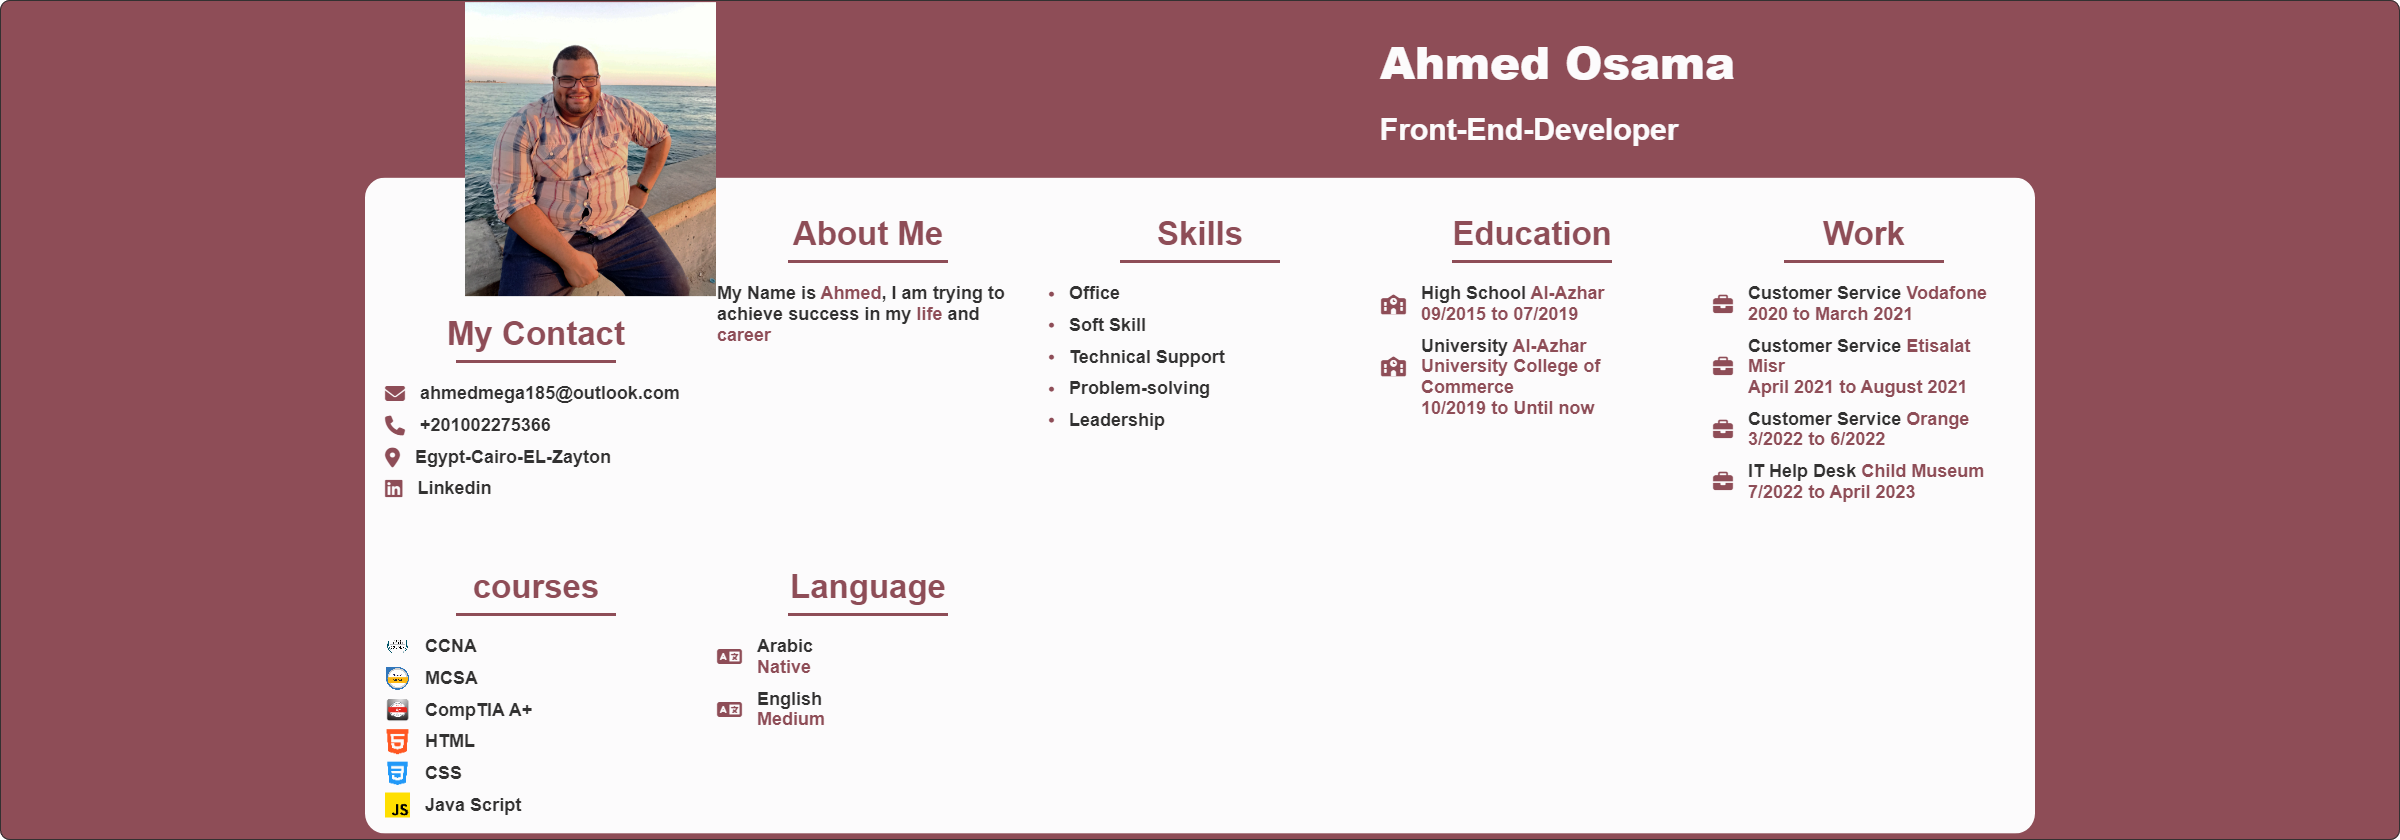 Ahmed Osama
Front-End-Developer
My Contact
ahmedmega185@outlook.com
+201002275366
Egypt-Cairo-EL-Zayton
Linkedin
About Me
My Name is Ahmed, I am trying to
achieve success in my life and
career
Skills
• Office
• Soft Skill
• Technical Support
• Problem-solving
• Leadership
Education
High School Al-Azhar
09/2015 to 07/2019
University Al-Azhar
University College of
Commerce
10/2019 to Until now
Work
Customer Service Vodafone
2020 to March 2021
Customer Service Etisalat
Misr
April 2021 to August 2021
Customer Service Orange
3/2022 to 6/2022
IT Help Desk Child Museum
7/2022 to April 2023
courses
CCNA
MCSA
CompTIA A+
HTML
CSS
JS Java Script
Language
Arabic
Native
English
Medium